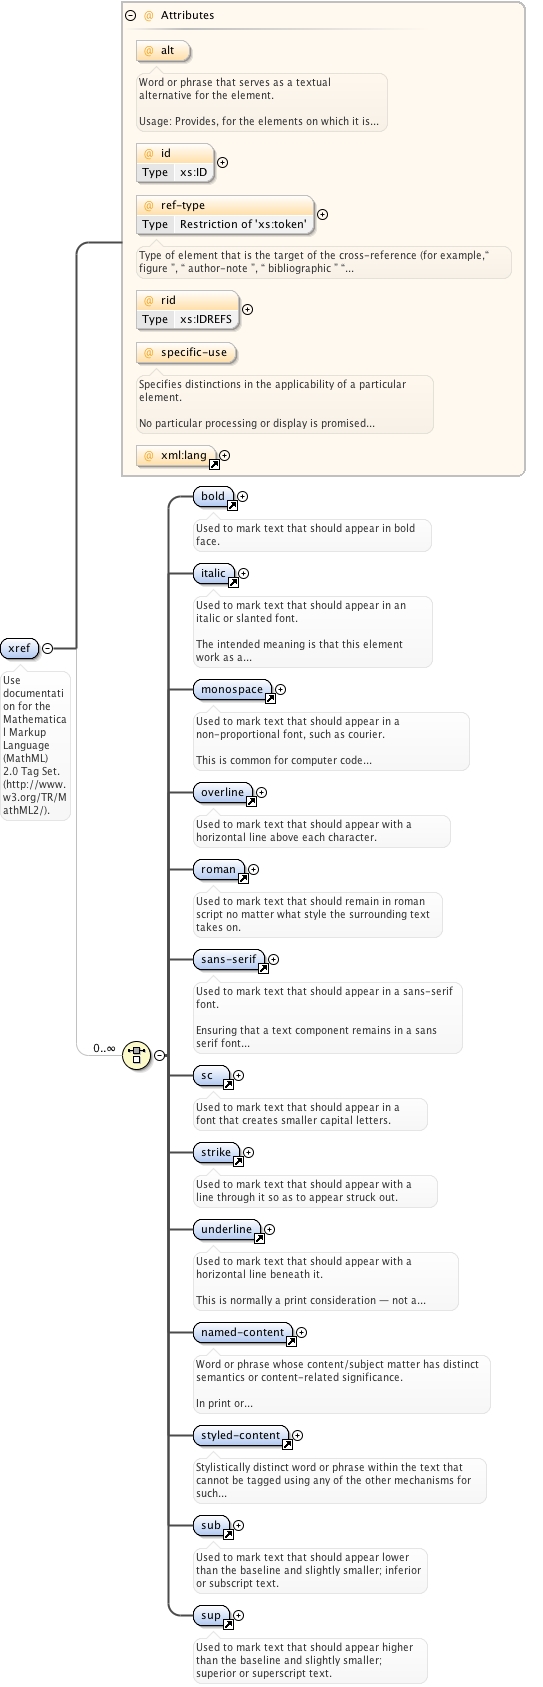 @ Attributes
@ alt
Word or phrase that serves as a textual
alternative for the element.
Usage: Provides, for the elements on which it is...
@ id
Type xs:ID
@ ref-type
Type Restriction of 'xs:token'
Type of element that is the target of the cross-reference (for example,“
figure ”, “ author-note ”, “ bibliographic ” “...
@ rid
Type xs:IDREFS
@ specific-use
Specifies distinctions in the applicability of a particular
element.
No particular processing or display is promised...
@ xml:lang
xref
Use
documentati
on for the
Mathematica
l Markup
Language
(MathML)
2.0 Tag Set.
(http://www.
w3.org/TR/M
athML2/).
0..∞
bold
Used to mark text that should appear in bold
face.
italic
Used to mark text that should appear in an
italic or slanted font.
The intended meaning is that this element
work as a...
monospace
Used to mark text that should appear in a
non-proportional font, such as courier.
This is common for computer code...
overline
Used to mark text that should appear with a
horizontal line above each character.
roman
Used to mark text that should remain in roman
script no matter what style the surrounding text
takes on.
sans-serif
Used to mark text that should appear in a sans-serif
font.
Ensuring that a text component remains in a sans
serif font...
sc
Used to mark text that should appear in a
font that creates smaller capital letters.
strike
Used to mark text that should appear with a
line through it so as to appear struck out.
underline
Used to mark text that should appear with a
horizontal line beneath it.
This is normally a print consideration — not a...
named-content
Word or phrase whose content/subject matter has distinct
semantics or content-related significance.
In print or...
styled-content
Stylistically distinct word or phrase within the text that
cannot be tagged using any of the other mechanisms for
such...
sub
Used to mark text that should appear lower
than the baseline and slightly smaller; inferior
or subscript text.
sup
Used to mark text that should appear higher
than the baseline and slightly smaller;
superior or superscript text.